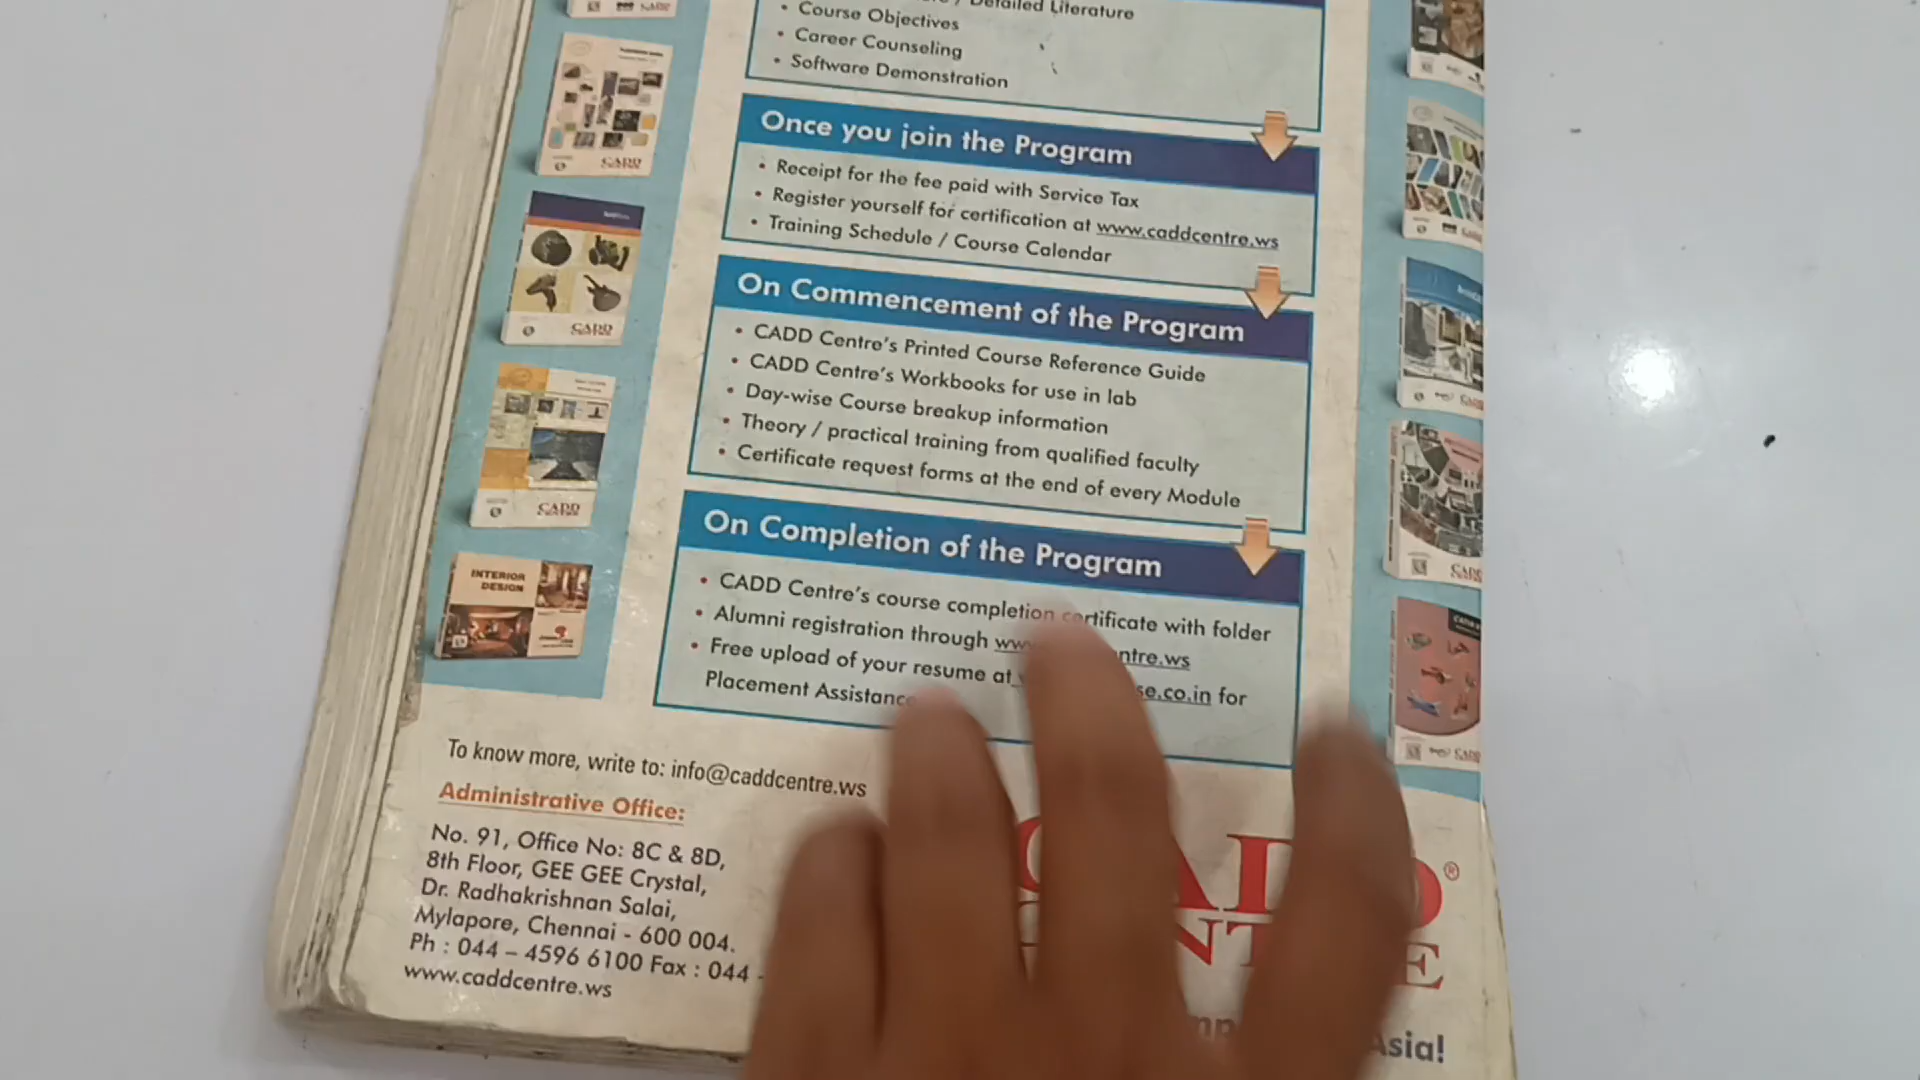 Detailed Literature
• Course Objectives
• Career Counseling
• Software Demonstration
Once you join the Program
• Receipt for the fee paid with Service Tax
• Register yourself for certification at www.caddcentre.ws
• Training Schedule / Course Calendar
On Commencement of the Program
• CADD Centre's Printed Course Reference Guide
• CADD Centre's Workbooks for use in lab
• Day-wise Course breakup information
• Theory / practical training from qualified faculty
• Certificate request forms at the end of every Module
On Completion of the Program
• CADD Centre's course completion certificate with folder
• Alumni registration through
• Free upload of your resume at for
Placement Assistance
INTERIOR
DESIGN
CADD
CADD
CADD
To know more, write to: info@caddcentre.ws
Administrative Office:
No. 91, Office No: 8C & 8D,
8th Floor, GEE GEE Crystal,
Dr. Radhakrishnan Salai,
Mylapore, Chennai - 600 004.
Ph : 044 – 4596 6100 Fax : 044 -
www.caddcentre.ws
Asia!